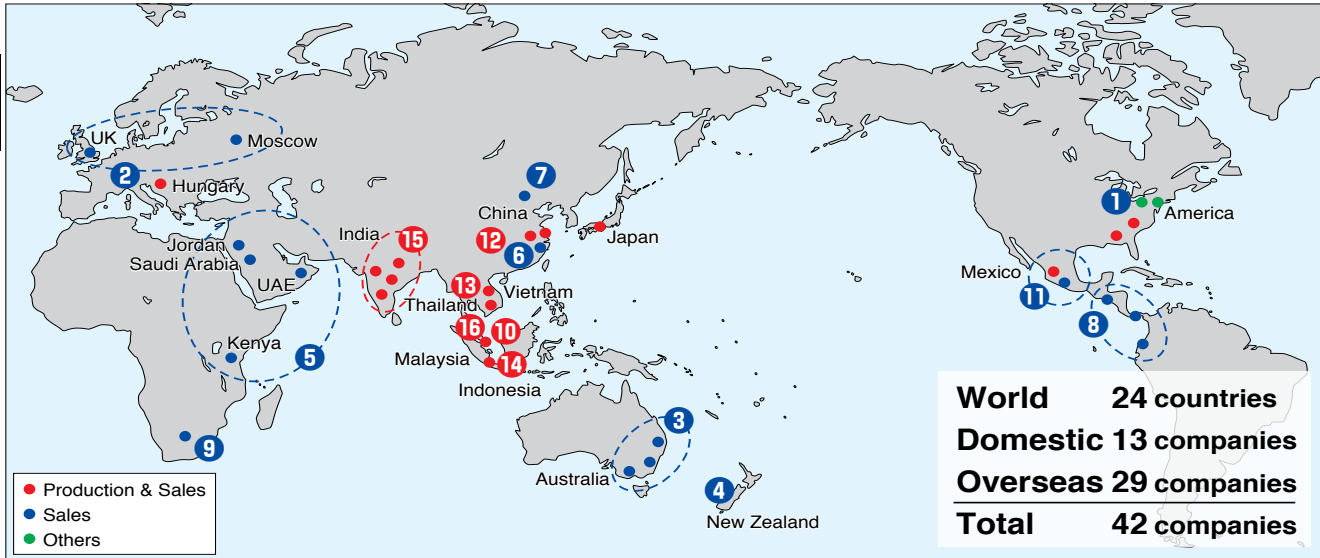 UK
Moscow
2
Hungary
7
China
1
America
India
15
12
6
Japan
Jordan
Saudi Arabia
UAE
Mexico
11
13
Vietnam
Thailand
8
16
10
Kenya
5
Malaysia
14
Indonesia
9
3
Australia
4
New Zealand
World 24 countries
Domestic 13 companies
Overseas 29 companies
Total 42 companies
Production & Sales
Sales
Others